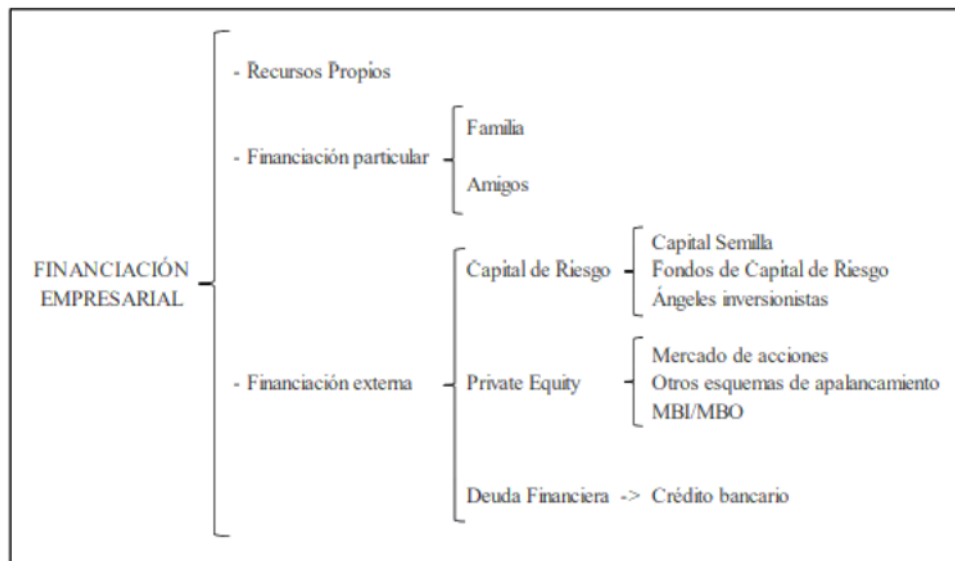 - Recursos Propios
Familia
- Financiación particular
Amigos
Capital Semilla
Capital de Riesgo
Fondos de Capital de Riesgo
FINANCIACIÓN
EMPRESARIAL
Ángeles inversionistas
Mercado de acciones
- Financiación externa
Private Equity
Otros esquemas de apalancamiento
MBI/MBO
Deuda Financiera -> Crédito bancario